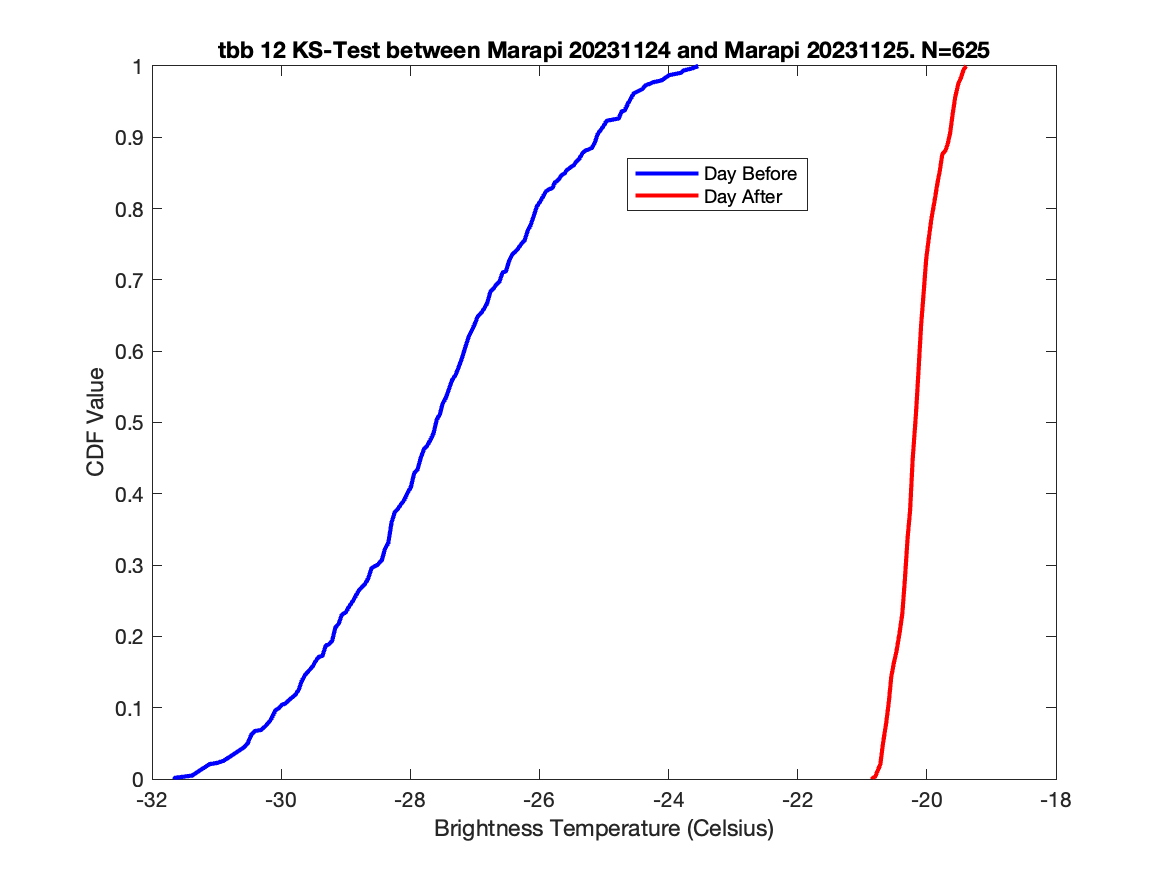 tbb 12 KS-Test between Marapi 20231124 and Marapi 20231125. N=625
1
0.9
0.8
0.7
0.6
0.5
0.4
0.3
0.2
0.1
0
CDF Value
Day Before
Day After
-32 -30 -28 -26 -24 -22 -20 -18
Brightness Temperature (Celsius)